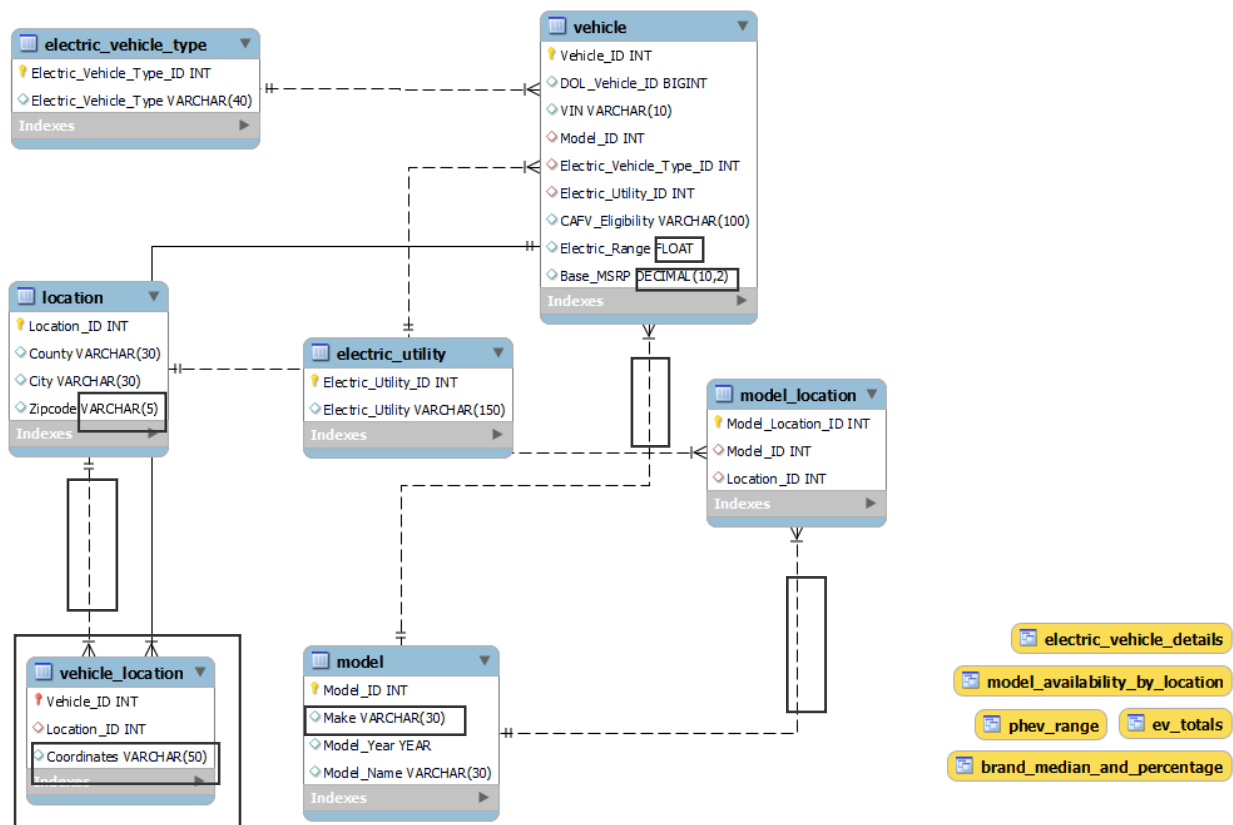 electric_vehicle_type
Electric_Vehicle_Type_ID INT
Electric_Vehicle_Type VARCHAR(40)
Indexes
vehicle
Vehicle_ID INT
DOL_Vehicle_ID BIGINT
VIN VARCHAR(10)
Model_ID INT
Electric_Vehicle_Type_ID INT
Electric_Utility_ID INT
CAFV_Eligibility VARCHAR(100)
Electric_Range FLOAT
Base_MSRP DECIMAL(10,2)
Indexes
location
Location_ID INT
County VARCHAR(30)
City VARCHAR(30)
Zipcode VARCHAR(5)
Indexes
electric_utility
Electric_Utility_ID INT
Electric_Utility VARCHAR(150)
Indexes
model_location
Model_Location_ID INT
Model_ID INT
Location_ID INT
Indexes
vehicle_location
Vehicle_ID INT
Location_ID INT
Coordinates VARCHAR(50)
Indexes
model
Model_ID INT
Make VARCHAR(30)
Model_Year YEAR
Model_Name VARCHAR(30)
Indexes
electric_vehicle_details
model_availability_by_location
phev_range
ev_totals
brand_median_and_percentage